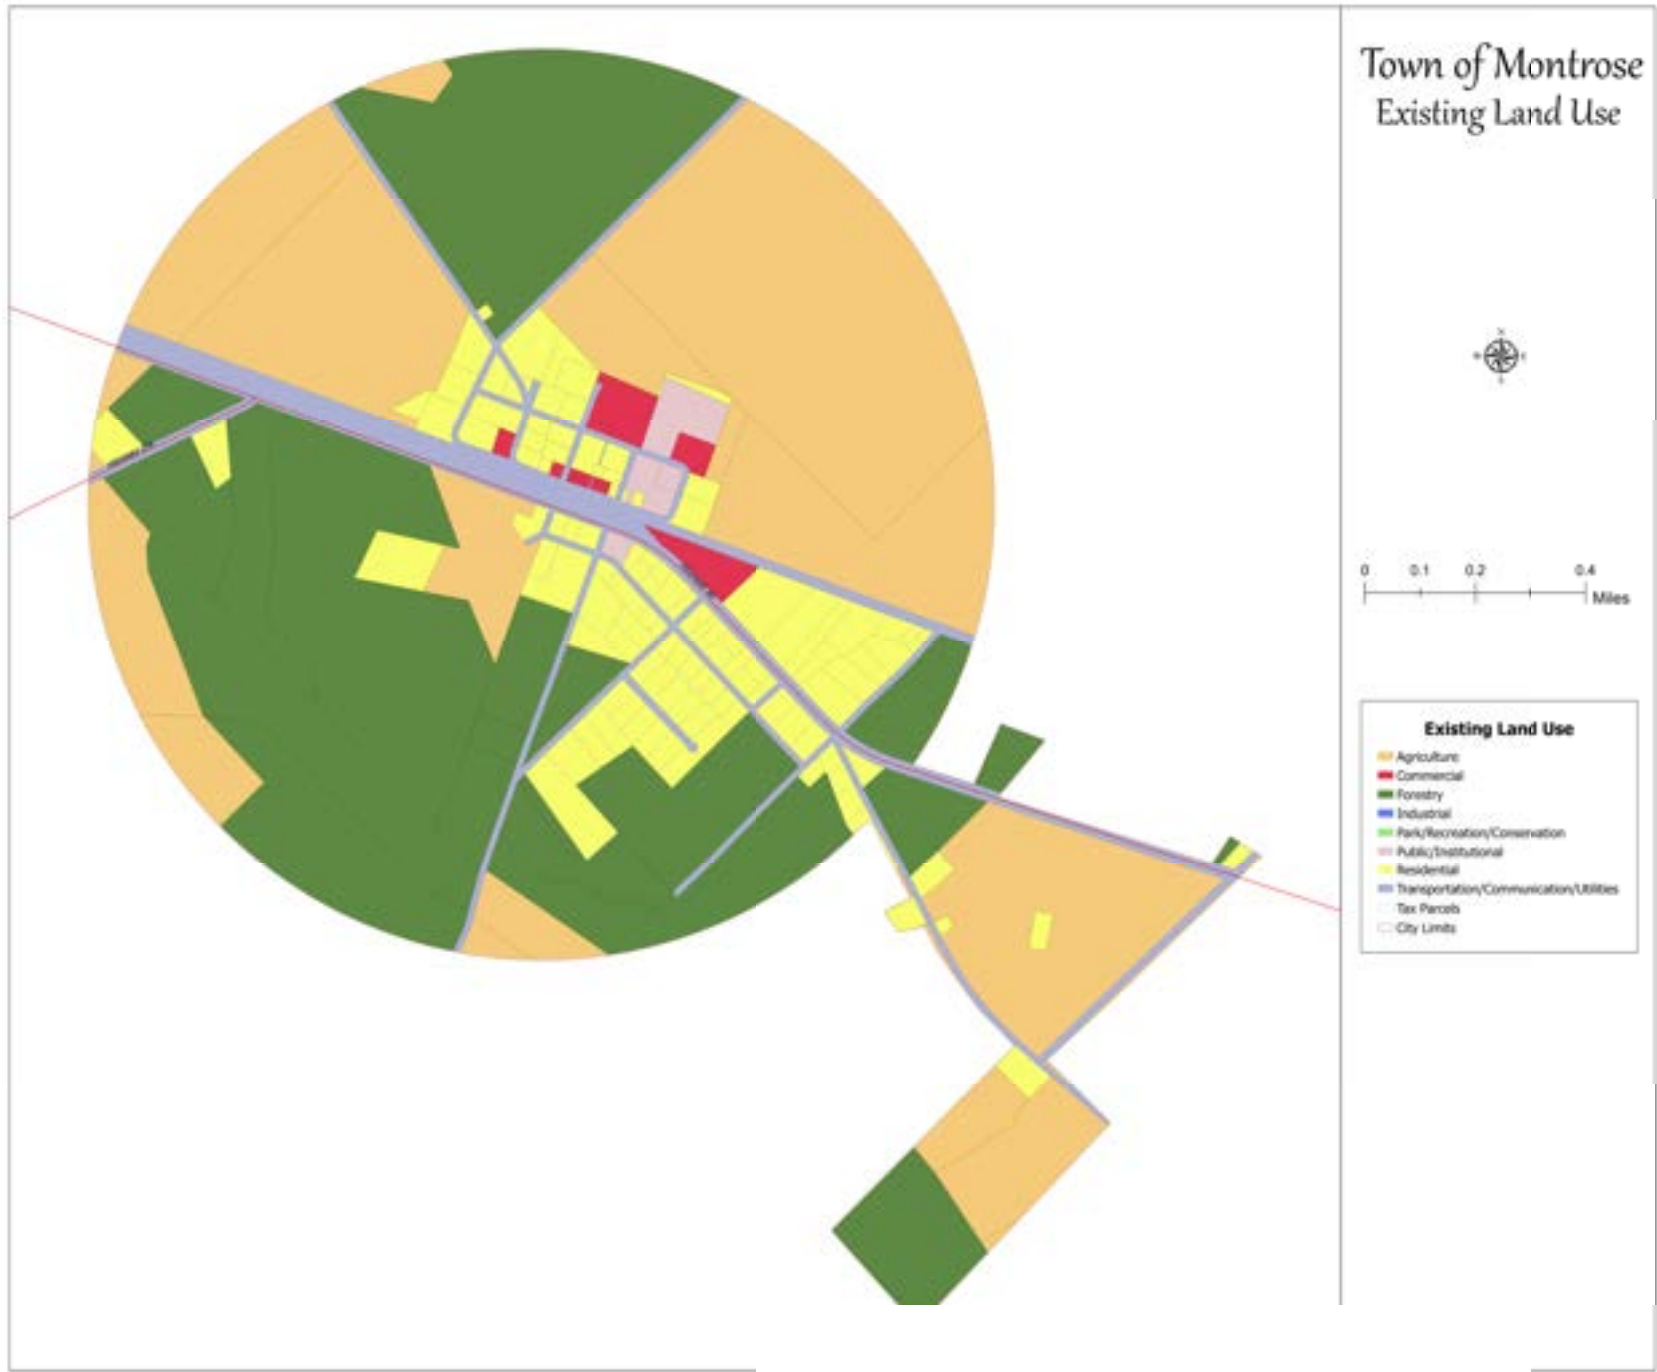 Town of Montrose
Existing Land Use
0 0.1 0.2 0.4
Miles
Existing Land Use
Agriculture
Commercial
Forestry
Industrial
Park/Recreation/Conservation
Public/Institutional
Residential
Transportation/Communication/Utilities
Tax Parcels
City Limits